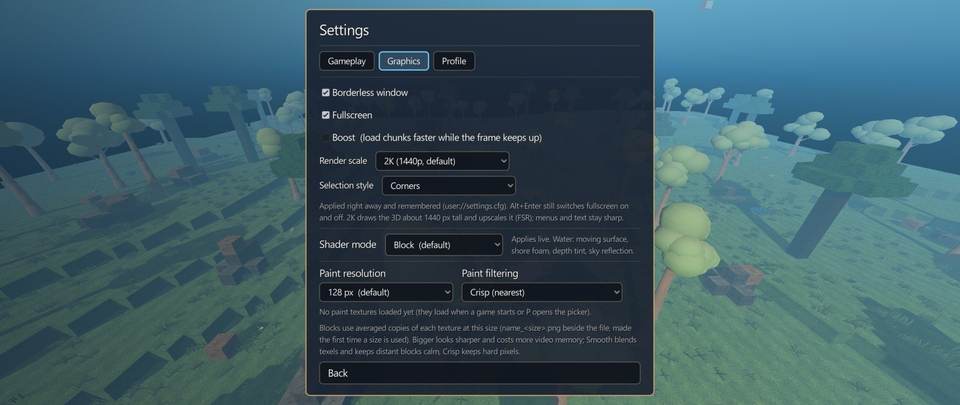 Settings
Gameplay Graphics Profile
Borderless window
Fullscreen
Boost (load chunks faster while the frame keeps up)
Render scale 2K (1440p, default)
Selection style Corners
Applied right away and remembered (user://settings.cfg). Alt+Enter still switches fullscreen on
and off. 2K draws the 3D about 1440 px tall and upscales it (FSR); menus and text stay sharp.
Shader mode Block (default)
Applies live. Water: moving surface,
shore foam, depth tint, sky reflection.
Paint resolution Paint filtering
128 px (default) Crisp (nearest)
No paint textures loaded yet (they load when a game starts or P opens the picker).
Blocks use averaged copies of each texture at this size (name_<size>.png beside the file, made
the first time a size is used). Bigger looks sharper and costs more video memory; Smooth blends
texels and keeps distant blocks calm, Crisp keeps hard pixels.
Back